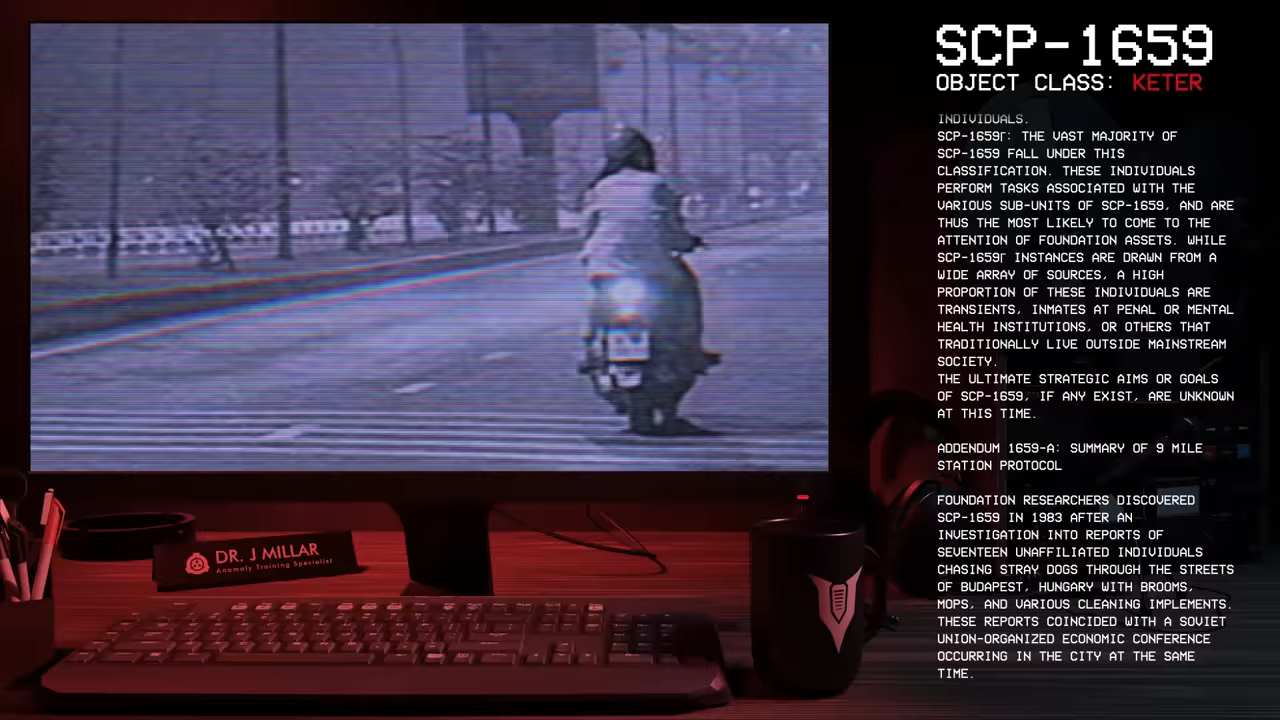 SCP-1659
OBJECT CLASS: KETER
INDIVIDUALS.
SCP-1659Γ: THE VAST MAJORITY OF
SCP-1659 FALL UNDER THIS
CLASSIFICATION. THESE INDIVIDUALS
PERFORM TASKS ASSOCIATED WITH THE
VARIOUS SUB-UNITS OF SCP-1659, AND ARE
THUS THE MOST LIKELY TO COME TO THE
ATTENTION OF FOUNDATION ASSETS. WHILE
SCP-1659Γ INSTANCES ARE DRAWN FROM A
WIDE ARRAY OF SOURCES, A HIGH
PROPORTION OF THESE INDIVIDUALS ARE
TRANSIENTS, INMATES AT PENAL OR MENTAL
HEALTH INSTITUTIONS, OR OTHERS THAT
TRADITIONALLY LIVE OUTSIDE MAINSTREAM
SOCIETY.
THE ULTIMATE STRATEGIC AIMS OR GOALS
OF SCP-1659, IF ANY EXIST, ARE UNKNOWN
AT THIS TIME.
ADDENDUM 1659-A: SUMMARY OF 9 MILE
STATION PROTOCOL
FOUNDATION RESEARCHERS DISCOVERED
SCP-1659 IN 1983 AFTER AN
INVESTIGATION INTO REPORTS OF
SEVENTEEN UNAFFILIATED INDIVIDUALS
CHASING STRAY DOGS THROUGH THE STREETS
OF BUDAPEST, HUNGARY WITH BROOMS,
MOPS, AND VARIOUS CLEANING IMPLEMENTS.
THESE REPORTS COINCIDED WITH A SOVIET
UNION-ORGANIZED ECONOMIC CONFERENCE
OCCURRING IN THE CITY AT THE SAME
TIME.
DR. J MILLAR
Anomaly Training Specialist